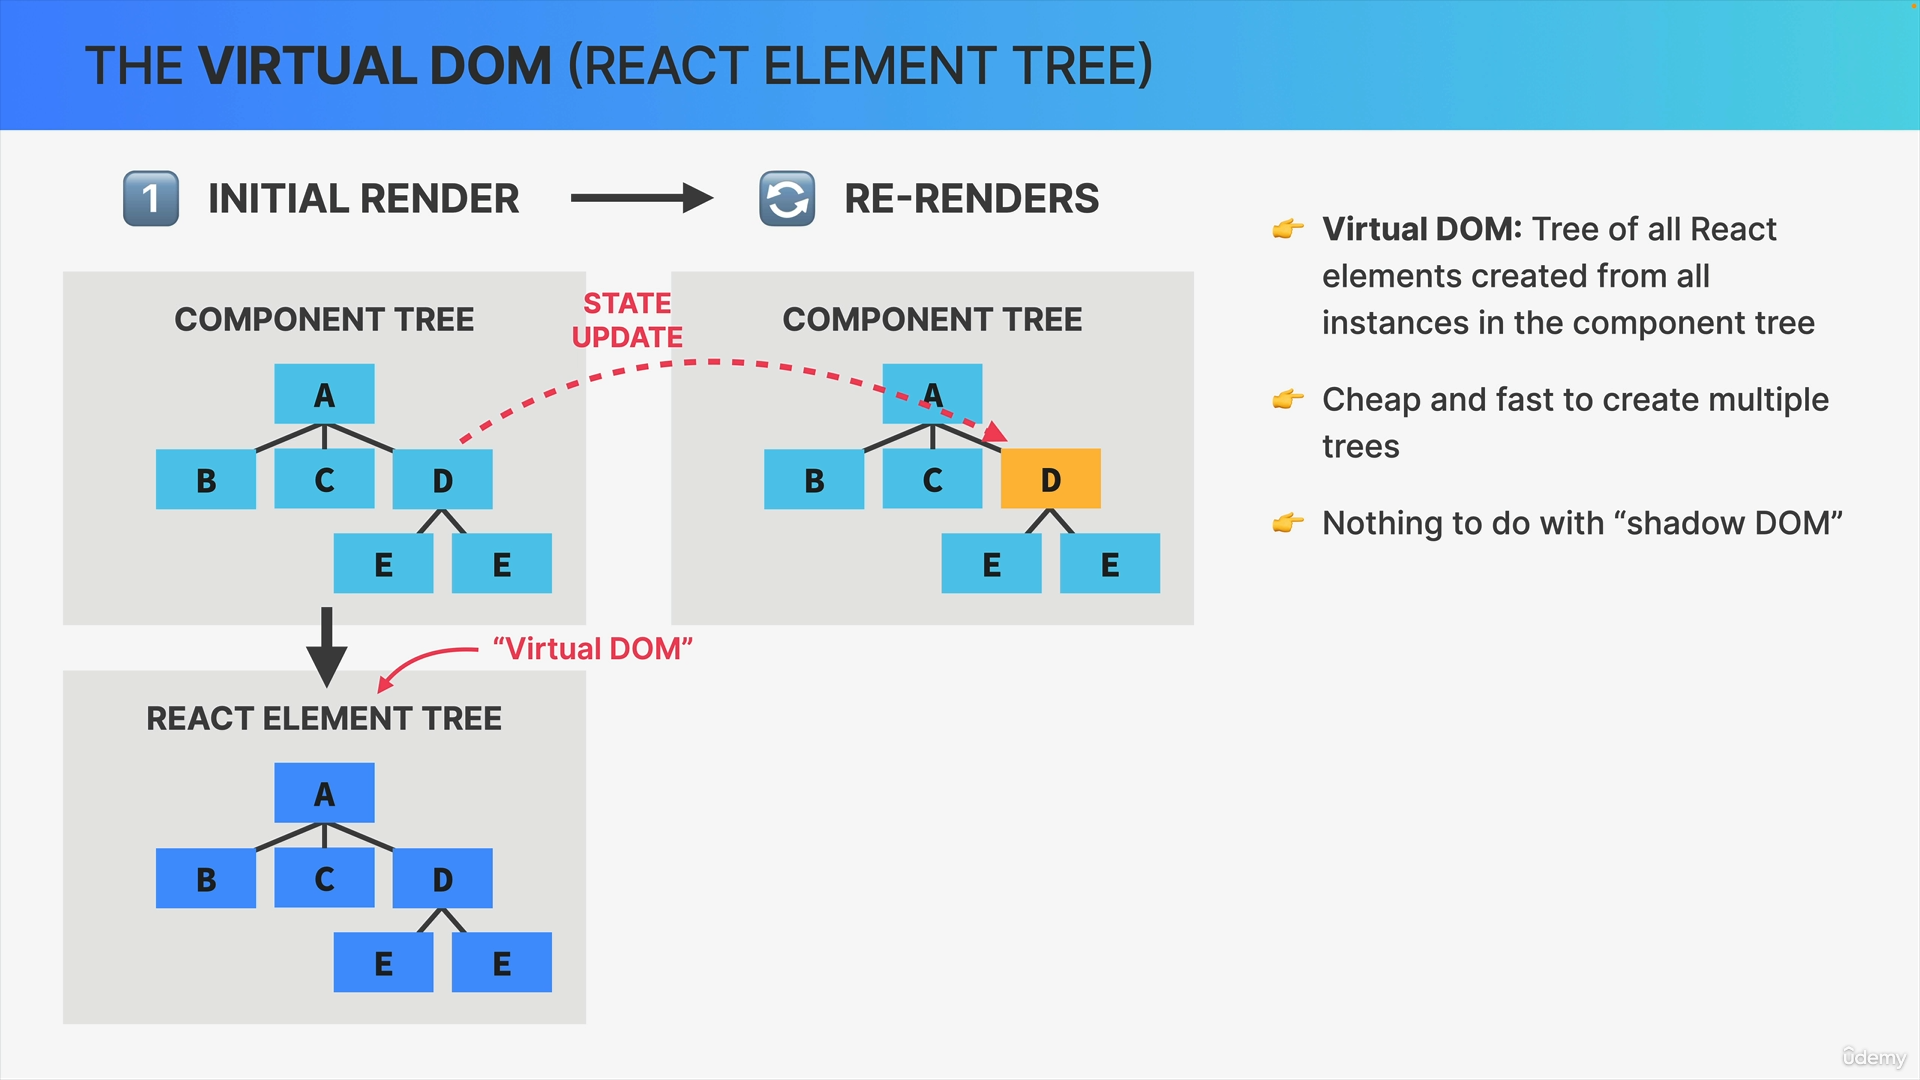 THE VIRTUAL DOM (REACT ELEMENT TREE)
1 INITIAL RENDER
RE-RENDERS
COMPONENT TREE
A
B C D
E E
STATE
UPDATE
COMPONENT TREE
A
B C D
E E
“Virtual DOM”
REACT ELEMENT TREE
A
B C D
E E
Virtual DOM: Tree of all React
elements created from all
instances in the component tree
Cheap and fast to create multiple
trees
Nothing to do with “shadow DOM”
ûdemy